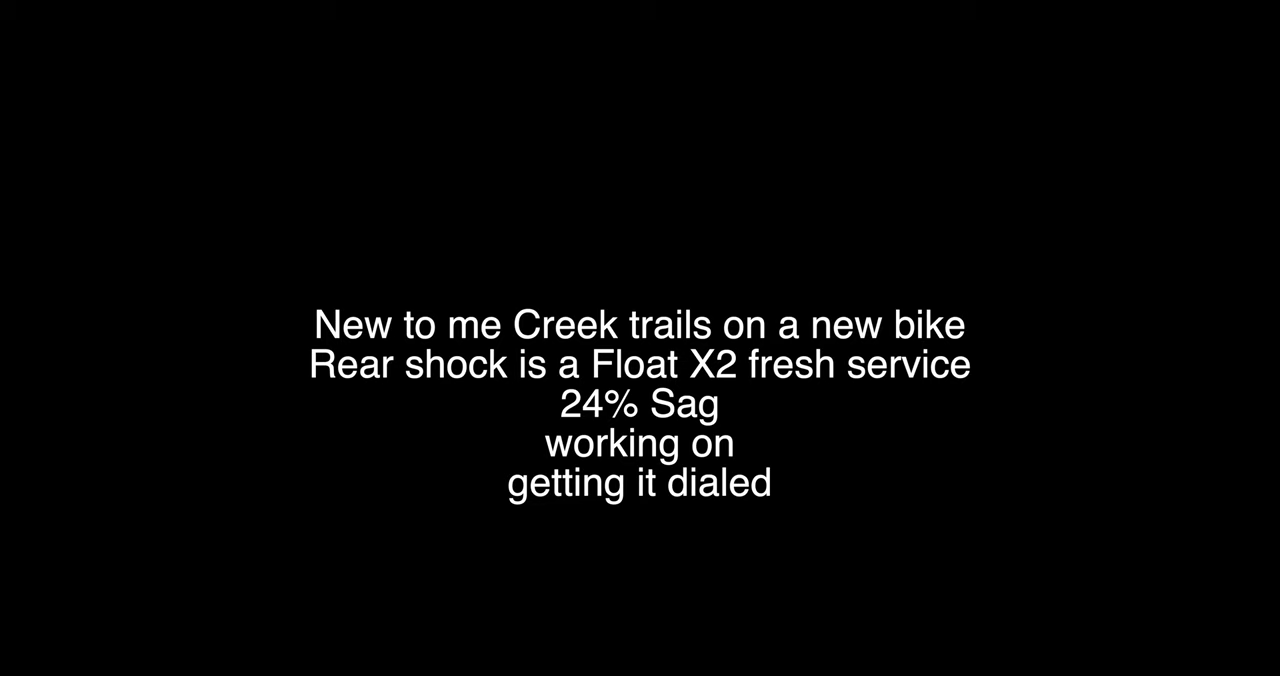 New to me Creek trails on a new bike
Rear shock is a Float X2 fresh service
24% Sag
working on
getting it dialed